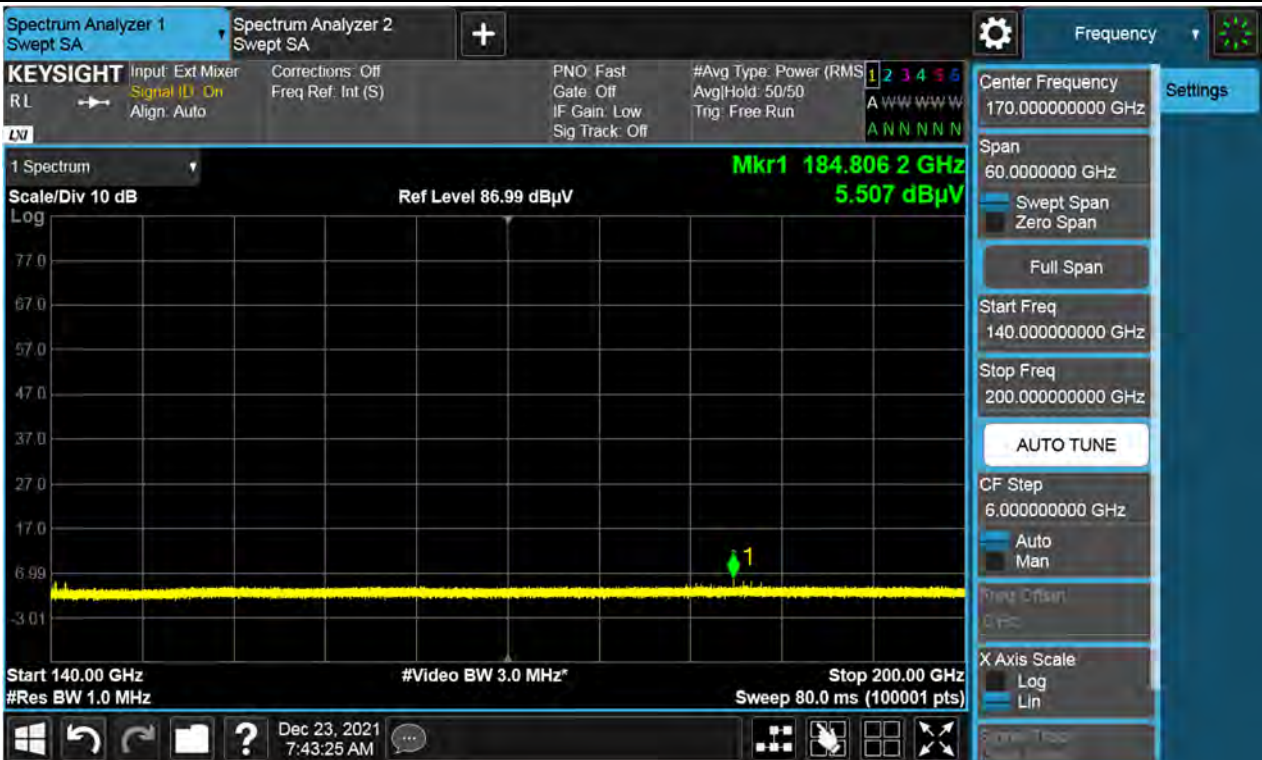 Spectrum Analyzer 1
Swept SA
Spectrum Analyzer 2
Swept SA
+
Frequency
KEYSIGHT
RL
LXI
Input: Ext Mixer
Signal ID: On
Align: Auto
Corrections: Off
Freq Ref: Int (S)
PNO: Fast
Gate: Off
IF Gain: Low
Sig Track: Off
#Avg Type: Power (RMS
Avg|Hold: 50/50
Trig: Free Run
1 2 3 4 5 6
A W W W W W
A N N N N N
1 Spectrum
Scale/Div 10 dB
Log
Ref Level 86.99 dBµV
Mkr1 184.806 2 GHz
5.507 dBµV
77.0
67.0
57.0
47.0
37.0
27.0
17.0
6.99
-3.01
1
Start 140.00 GHz
#Res BW 1.0 MHz
#Video BW 3.0 MHz*
Stop 200.00 GHz
Sweep 80.0 ms (100001 pts)
Center Frequency
170.000000000 GHz
Settings
Span
60.0000000 GHz
Swept Span
Zero Span
Full Span
Start Freq
140.000000000 GHz
Stop Freq
200.000000000 GHz
AUTO TUNE
CF Step
6.000000000 GHz
Auto
Man
Freq Offset
0 Hz
X Axis Scale
Log
Lin
?
Dec 23, 2021
7:43:25 AM